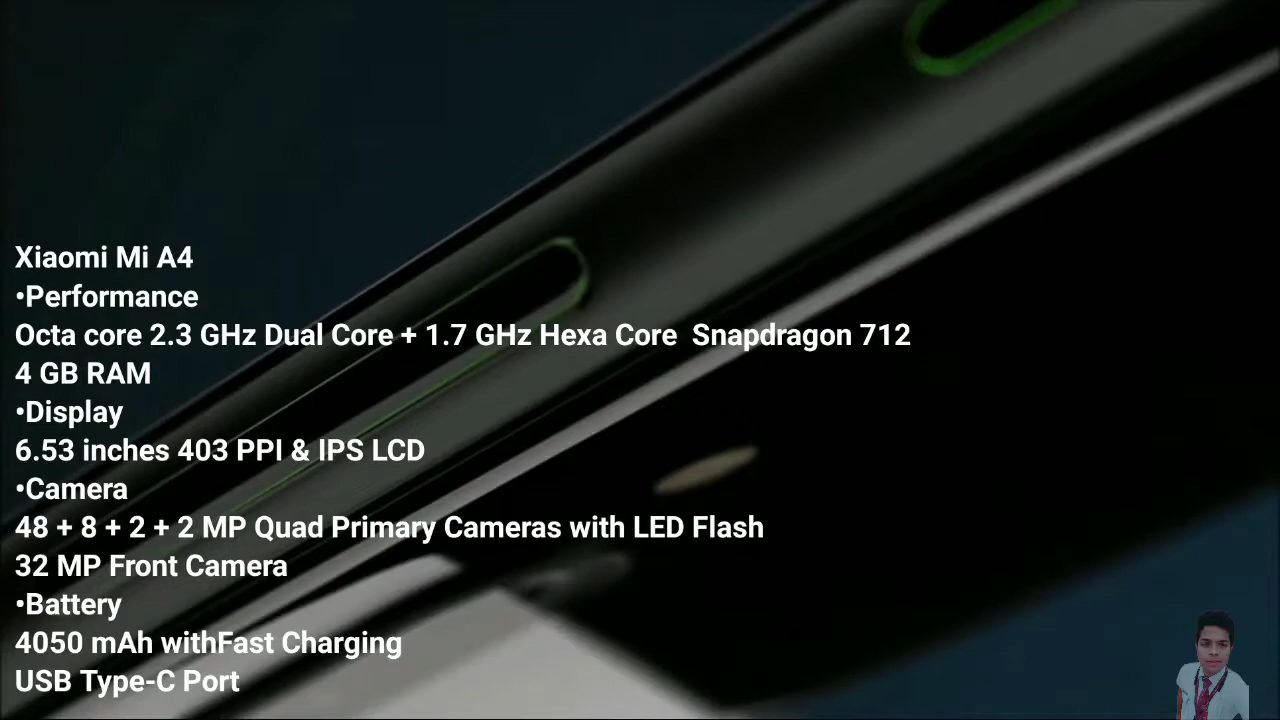 Xiaomi Mi A4
•Performance
Octa core 2.3 GHz Dual Core + 1.7 GHz Hexa Core  Snapdragon 712
4 GB RAM
•Display
6.53 inches 403 PPI & IPS LCD
•Camera
48 + 8 + 2 + 2 MP Quad Primary Cameras with LED Flash
32 MP Front Camera
•Battery
4050 mAh withFast Charging
USB Type-C Port